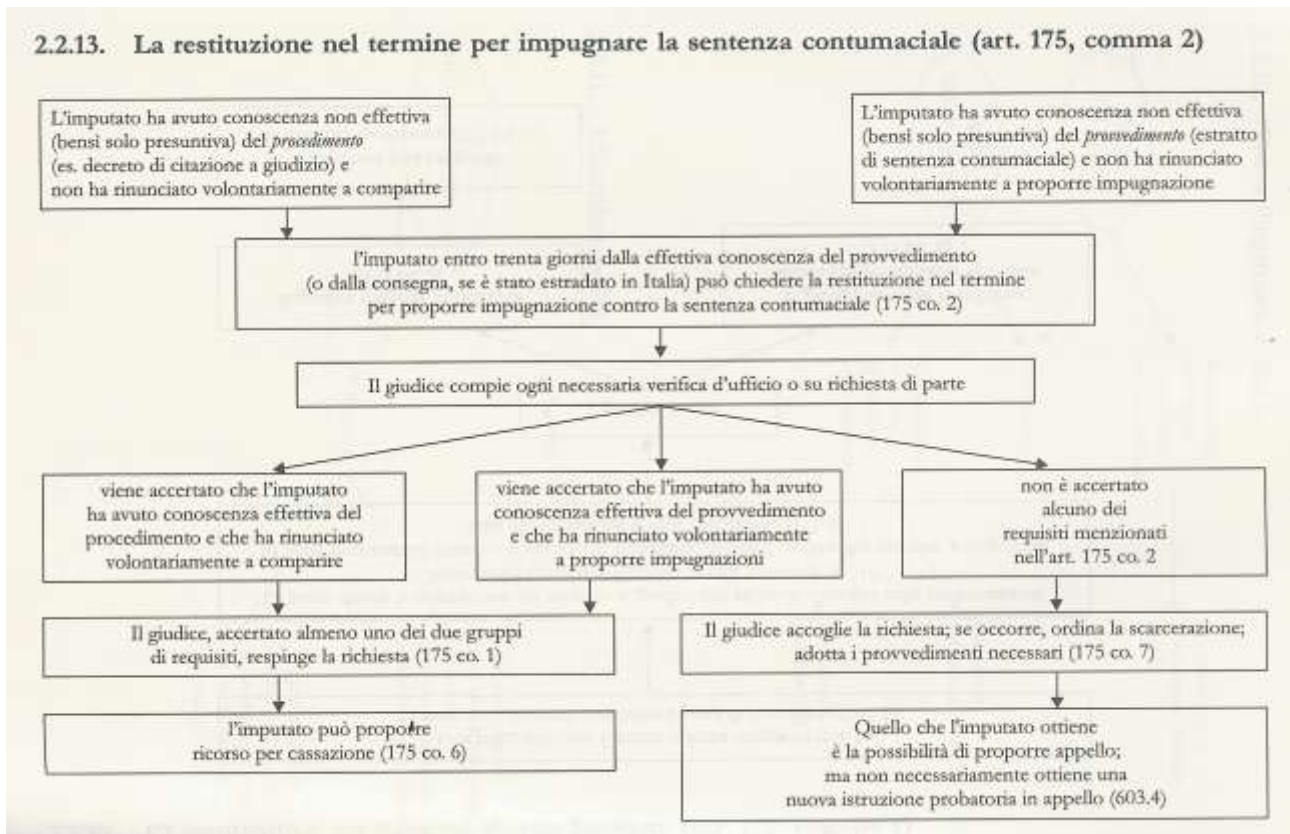 2.2.13. La restituzione nel termine per impugnare la sentenza contumaciale (art. 175, comma 2)
L'imputato ha avuto conoscenza non effettiva
(bensì solo presuntiva) del procedimento
(es. decreto di citazione a giudizio) e
non ha rinunciato volontariamente a comparire
L'imputato ha avuto conoscenza non effettiva
(bensì solo presuntiva) del provvedimento (estratto
di sentenza contumaciale) e non ha rinunciato
volontariamente a proporre impugnazione
l'imputato entro trenta giorni dalla effettiva conoscenza del provvedimento
(o dalla consegna, se è stato estradato in Italia) può chiedere la restituzione nel termine
per proporre impugnazione contro la sentenza contumaciale (175 co. 2)
Il giudice compie ogni necessaria verifica d'ufficio o su richiesta di parte
viene accertato che l'imputato
ha avuto conoscenza effettiva del
procedimento e che ha rinunciato
volontariamente a comparire
viene accertato che l'imputato ha avuto
conoscenza effettiva del provvedimento
e che ha rinunciato volontariamente
a proporre impugnazioni
non è accertato
alcuno dei
requisiti menzionati
nell'art. 175 co. 2
Il giudice, accertato almeno uno dei due gruppi
di requisiti, respinge la richiesta (175 co. 1)
Il giudice accoglie la richiesta; se occorre, ordina la scarcerazione;
adotta i provvedimenti necessari (175 co. 7)
l'imputato può proporre
ricorso per cassazione (175 co. 6)
Quello che l'imputato ottiene
è la possibilità di proporre appello;
ma non necessariamente ottiene una
nuova istruzione probatoria in appello (603.4)